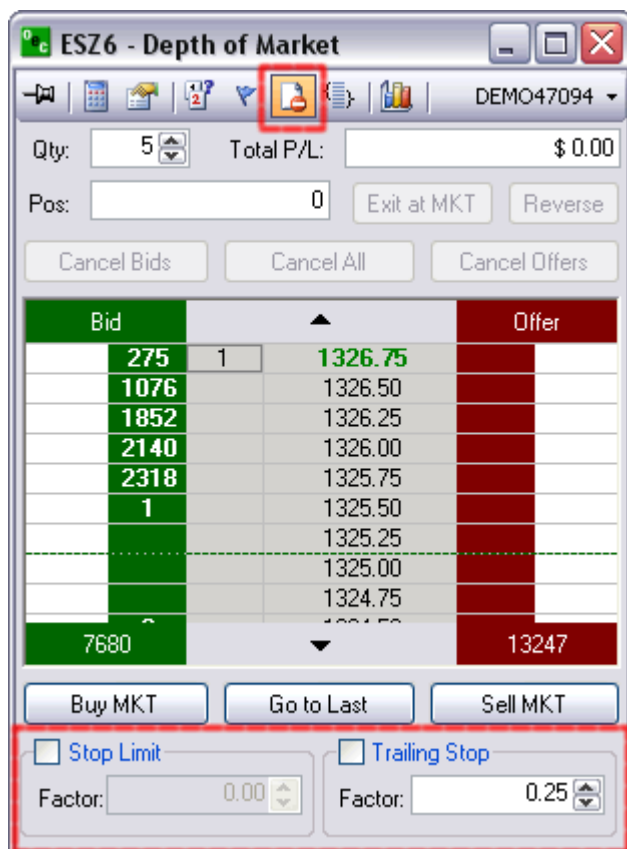 ESZ6 - Depth of Market
DEMO47094
Qty: 5 Total P/L: $ 0.00
Pos: 0 Exit at MKT Reverse
Cancel Bids Cancel All Cancel Offers
Bid Offer
275 1 1326.75
1076 1326.50
1852 1326.25
2140 1326.00
2318 1325.75
1 1325.50
1325.25
1325.00
1324.75
7680 13247
Buy MKT Go to Last Sell MKT
Stop Limit Trailing Stop
Factor: 0.00 Factor: 0.25